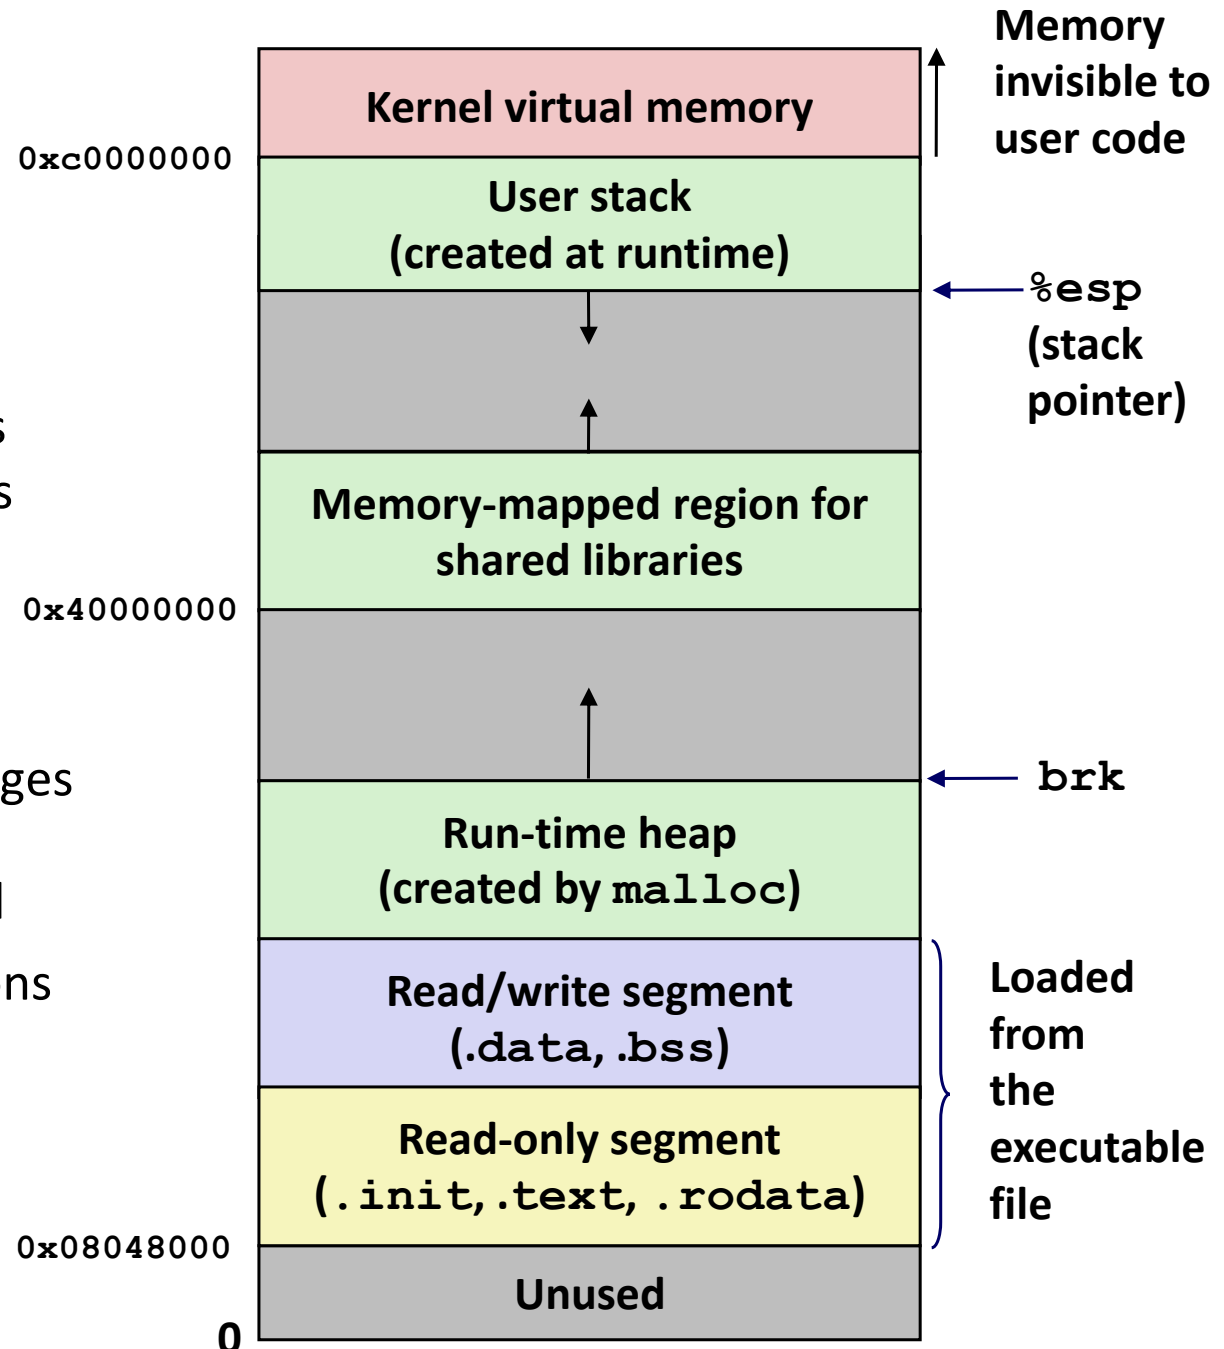 Memory
invisible to
user code
Kernel virtual memory
0xc0000000
User stack
(created at runtime)
%esp
(stack
pointer)
s
s
Memory-mapped region for
shared libraries
0x40000000
ges
brk
Run-time heap
(created by malloc)
l
ns
Read/write segment
(.data, .bss)
Loaded
from
the
executable
file
Read-only segment
(.init, .text, .rodata)
0x08048000
Unused
0